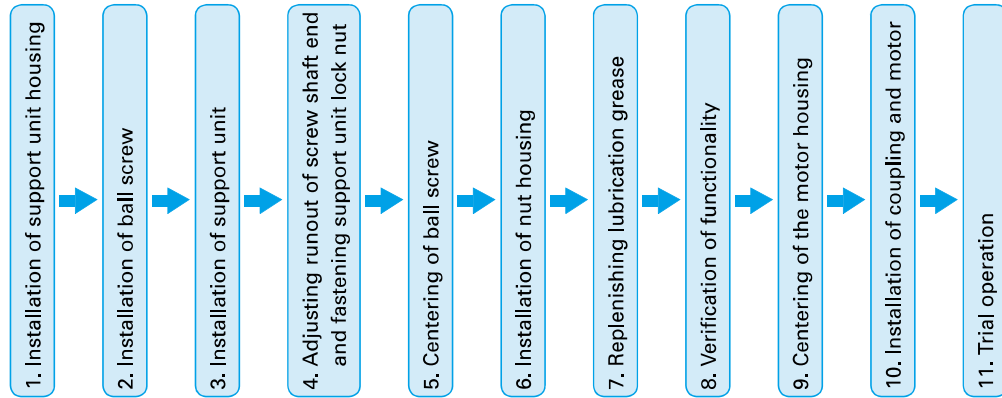 1. Installation of support unit housing
2. Installation of ball screw
3. Installation of support unit
4. Adjusting runout of screw shaft end
and fastening support unit lock nut
5. Centering of ball screw
6. Installation of nut housing
7. Replenishing lubrication grease
8. Verification of functionality
9. Centering of the motor housing
10. Installation of coupling and motor
11. Trial operation